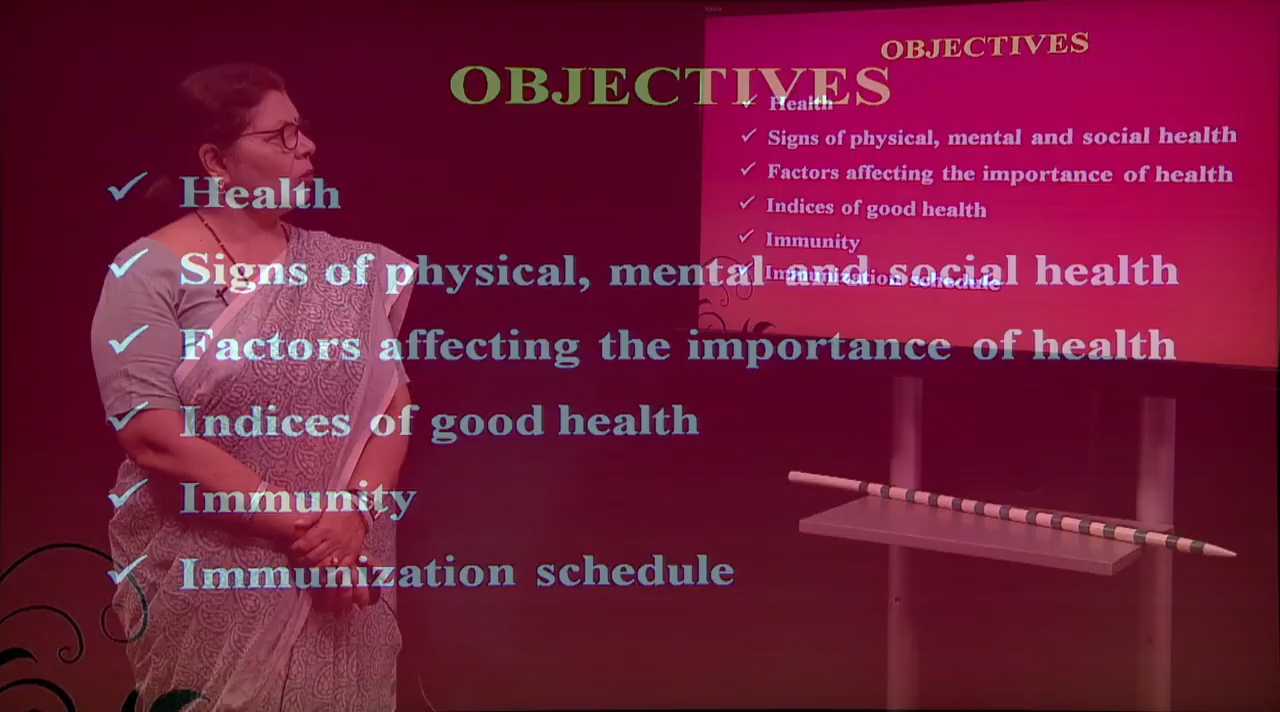 OBJECTIVES
✓ Health
✓ Signs of physical, mental and social health
✓ Factors affecting the importance of health
✓ Indices of good health
✓ Immunity
✓ Immunization schedule
OBJECTIVES
✓ Health
✓ Signs of physical, mental and social health
✓ Factors affecting the importance of health
✓ Indices of good health
✓ Immunity
✓ Immunization schedule